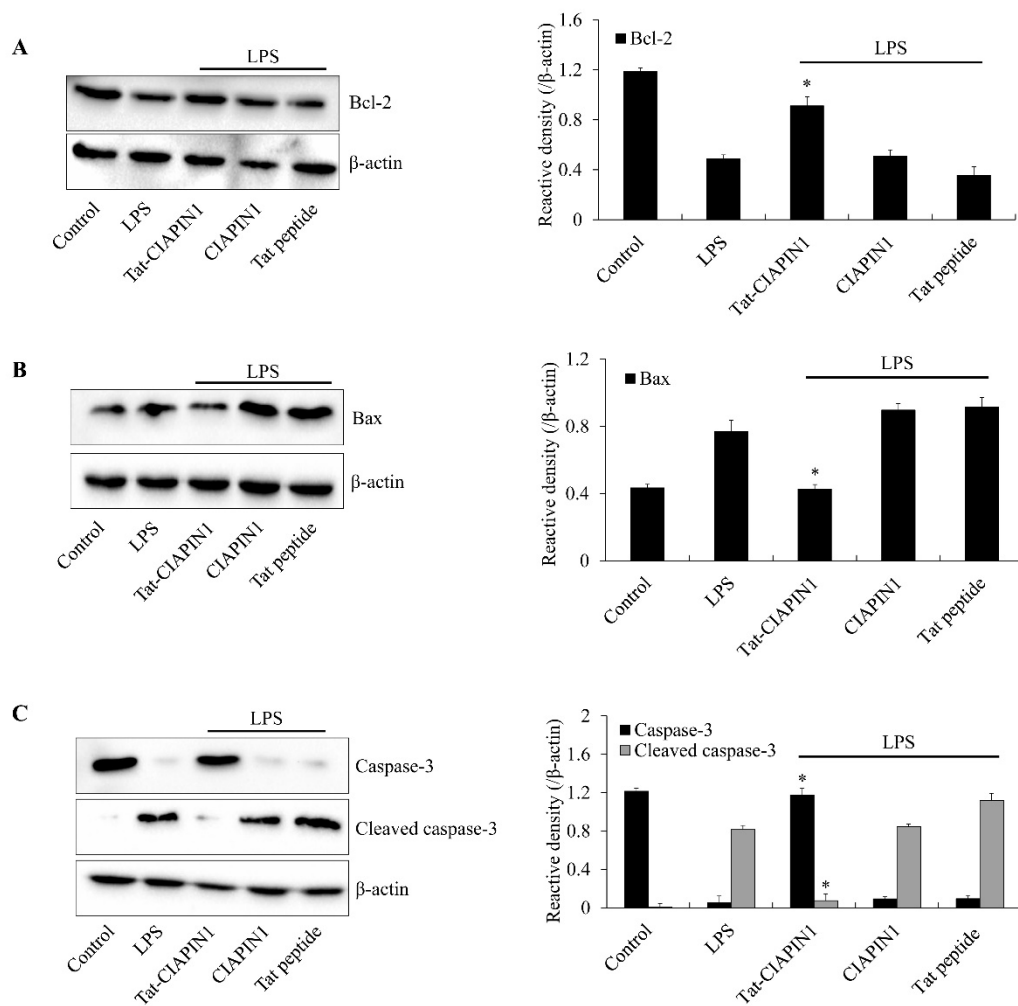 A
LPS
Bcl-2
β-actin
Control
LPS
Tat-CIAPIN1
CIAPIN1
Tat peptide
Reactive density (/β-actin)
1.6
1.2
0.8
0.4
0
Bcl-2
LPS
*
Control
LPS
Tat-CIAPIN1
CIAPIN1
Tat peptide
B
LPS
Bax
β-actin
Control
LPS
Tat-CIAPIN1
CIAPIN1
Tat peptide
Reactive density (/β-actin)
1.2
0.8
0.4
0
Bax
LPS
*
Control
LPS
Tat-CIAPIN1
CIAPIN1
Tat peptide
C
LPS
Caspase-3
Cleaved caspase-3
β-actin
Control
LPS
Tat-CIAPIN1
CIAPIN1
Tat peptide
Reactive density (/β-actin)
2
1.6
1.2
0.8
0.4
0
Caspase-3
Cleaved caspase-3
LPS
*
*
Control
LPS
Tat-CIAPIN1
CIAPIN1
Tat peptide